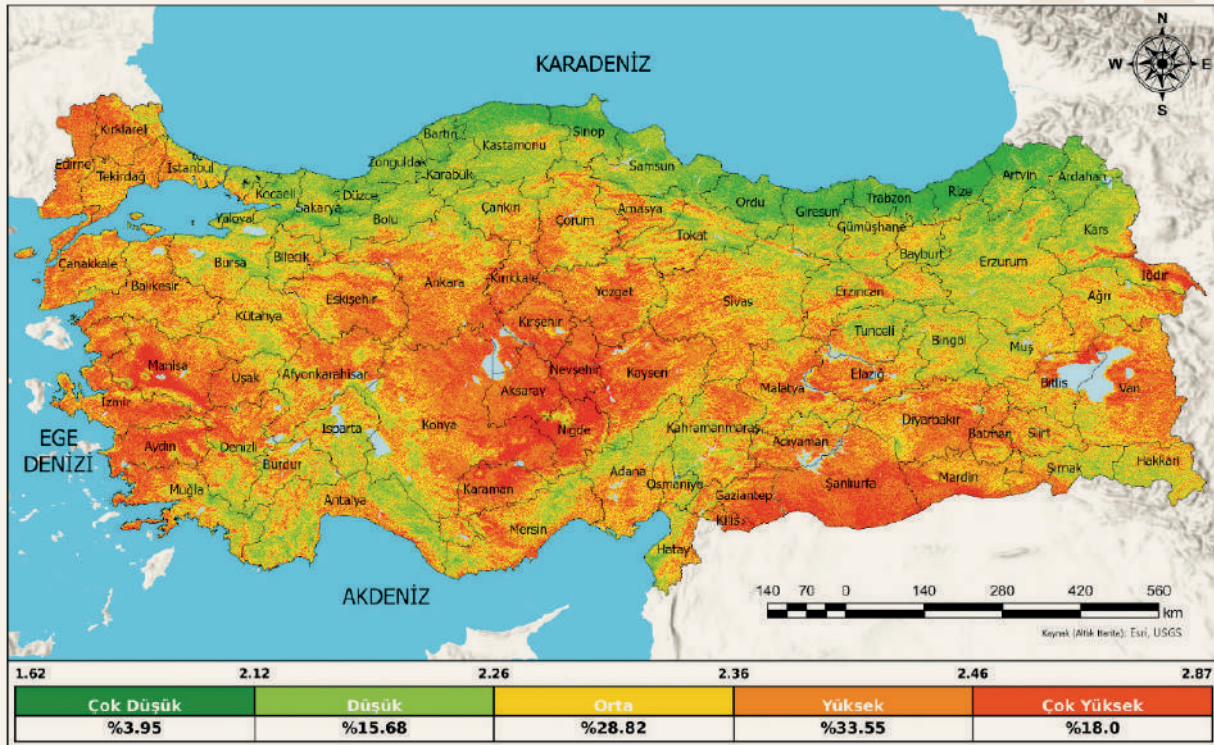 N
W E
S
KARADENİZ
Kırklareli
Edirne
Tekirdağ
İstanbul
Kocaeli
Yalova
Sakarya
Düzce
Bolu
Zonguldak
Bartın
Karabük
Kastamonu
Sinop
Samsun
Çankırı
Çorum
Amasya
Tokat
Ordu
Giresun
Trabzon
Rize
Artvin
Ardahan
Gümüşhane
Bayburt
Erzurum
Kars
Iğdır
Ağrı
Çanakkale
Balıkesir
Bursa
Bilecik
Kütahya
Eskişehir
Ankara
Kırıkkale
Yozgat
Kırşehir
Sivas
Erzincan
Tunceli
Bingöl
Muş
Bitlis
Van
Manisa
İzmir
Uşak
Afyonkarahisar
Aksaray
Nevşehir
Kayseri
Malatya
Elazığ
Diyarbakır
Batman
Siirt
EGE
DENİZİ
Aydın
Denizli
Isparta
Burdur
Konya
Niğde
Kahramanmaraş
Adıyaman
Şanlıurfa
Mardin
Şırnak
Hakkari
Muğla
Antalya
Karaman
Mersin
Adana
Osmaniye
Gaziantep
Kilis
Hatay
AKDENİZ
140 70 0 140 280 420 560
km
Kaynak (Altlık Harita): Esri, USGS
1.62 2.12 2.26 2.36 2.46 2.87
Çok Düşük Düşük Orta Yüksek Çok Yüksek
%3.95 %15.68 %28.82 %33.55 %18.0